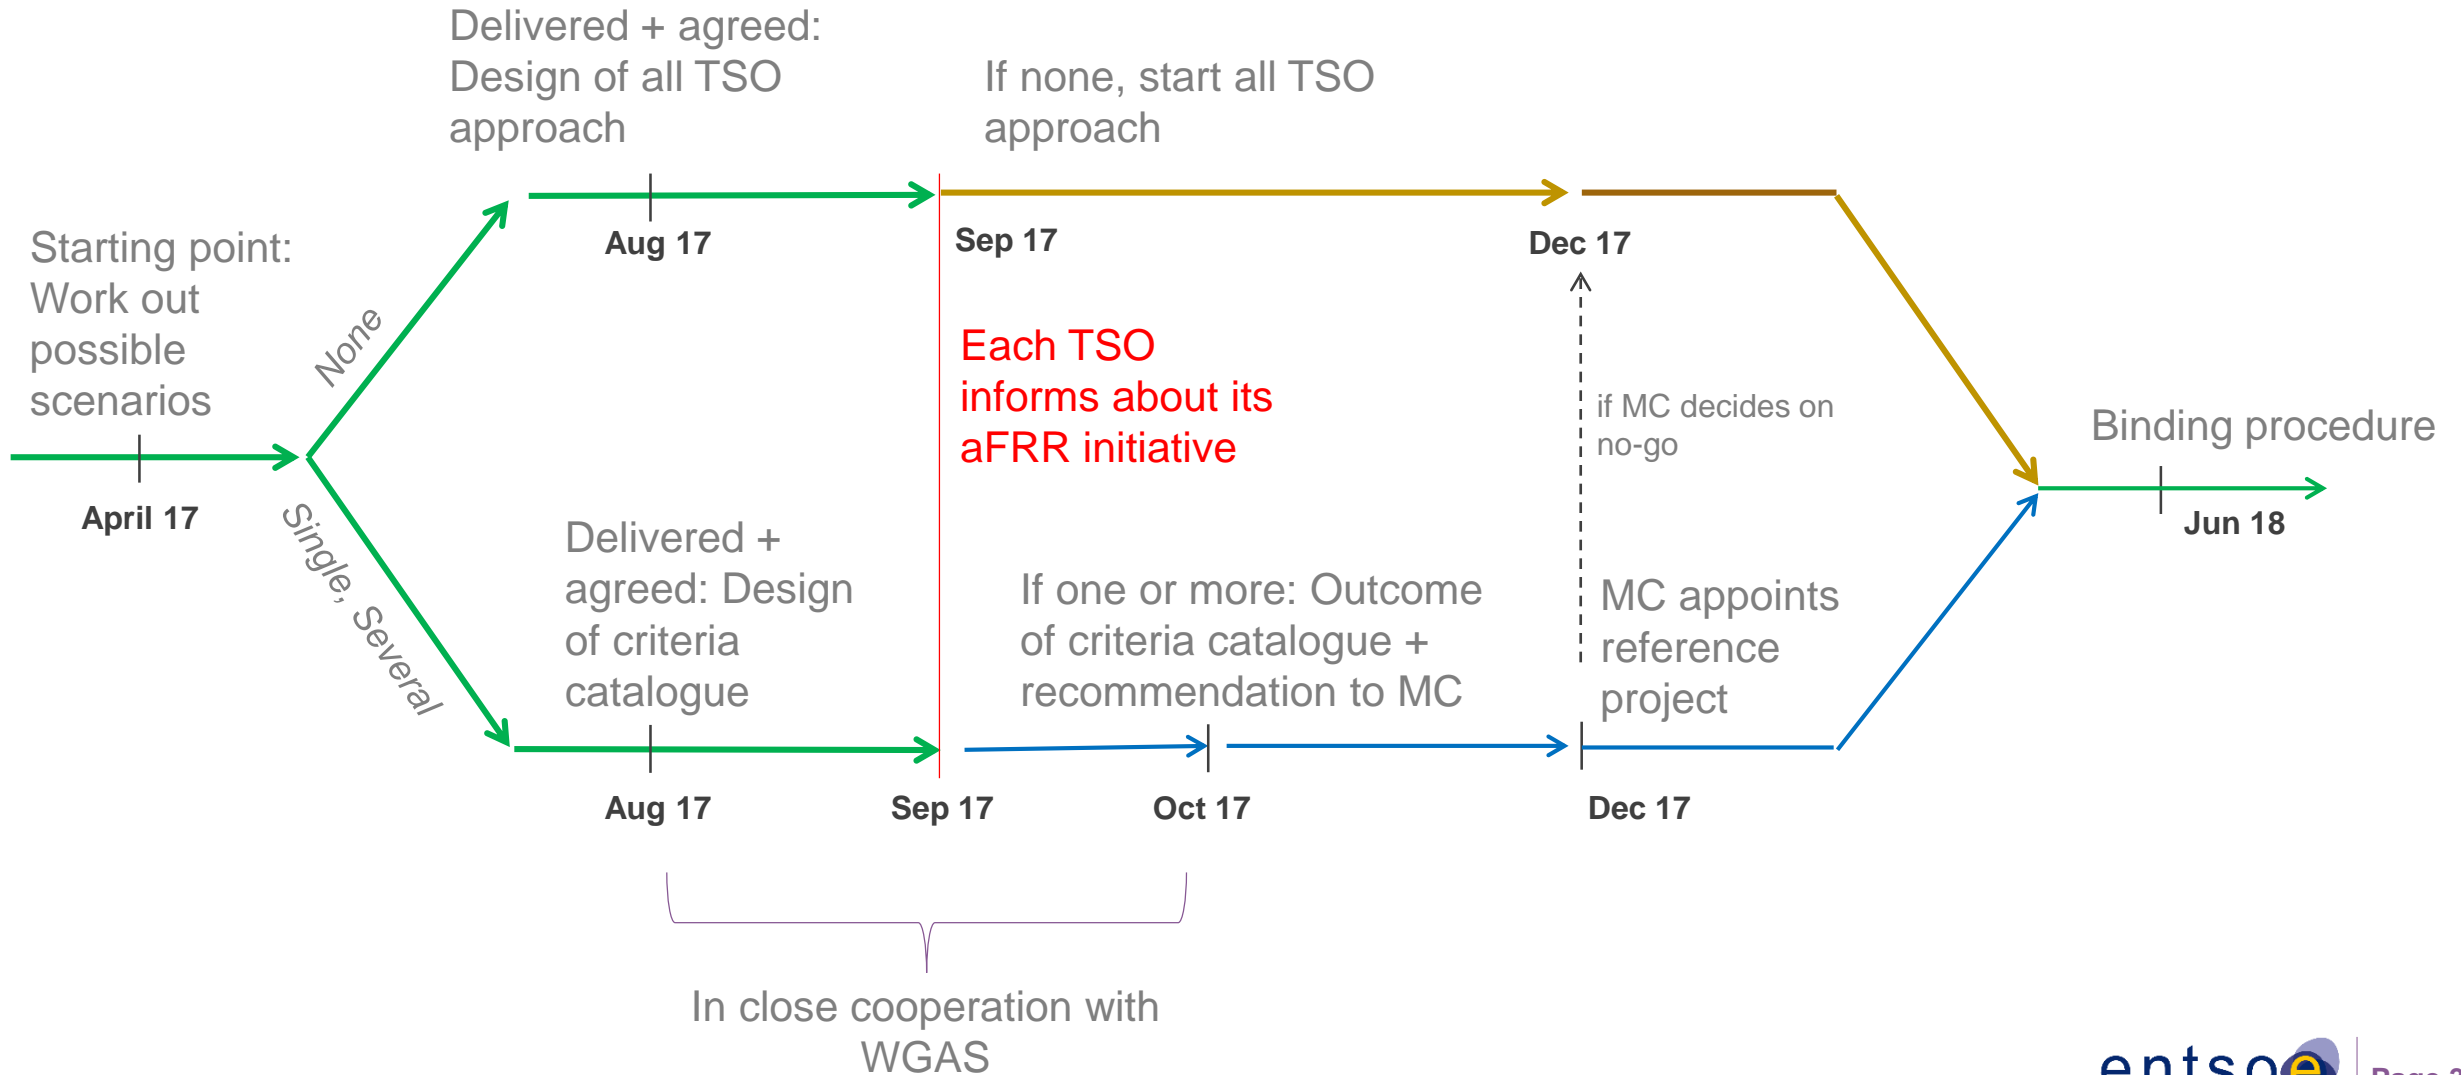 Delivered + agreed:
Design of all TSO
approach
If none, start all TSO
approach
Aug 17
Sep 17
Dec 17
Starting point:
Work out
possible
scenarios
April 17
None
Single, Several
Each TSO
informs about its
aFRR initiative
if MC decides on
no-go
Binding procedure
Jun 18
Delivered +
agreed: Design
of criteria
catalogue
If one or more: Outcome
of criteria catalogue +
recommendation to MC
MC appoints
reference
project
Aug 17
Sep 17
Oct 17
Dec 17
In close cooperation with
WGAS
entsoe
Page